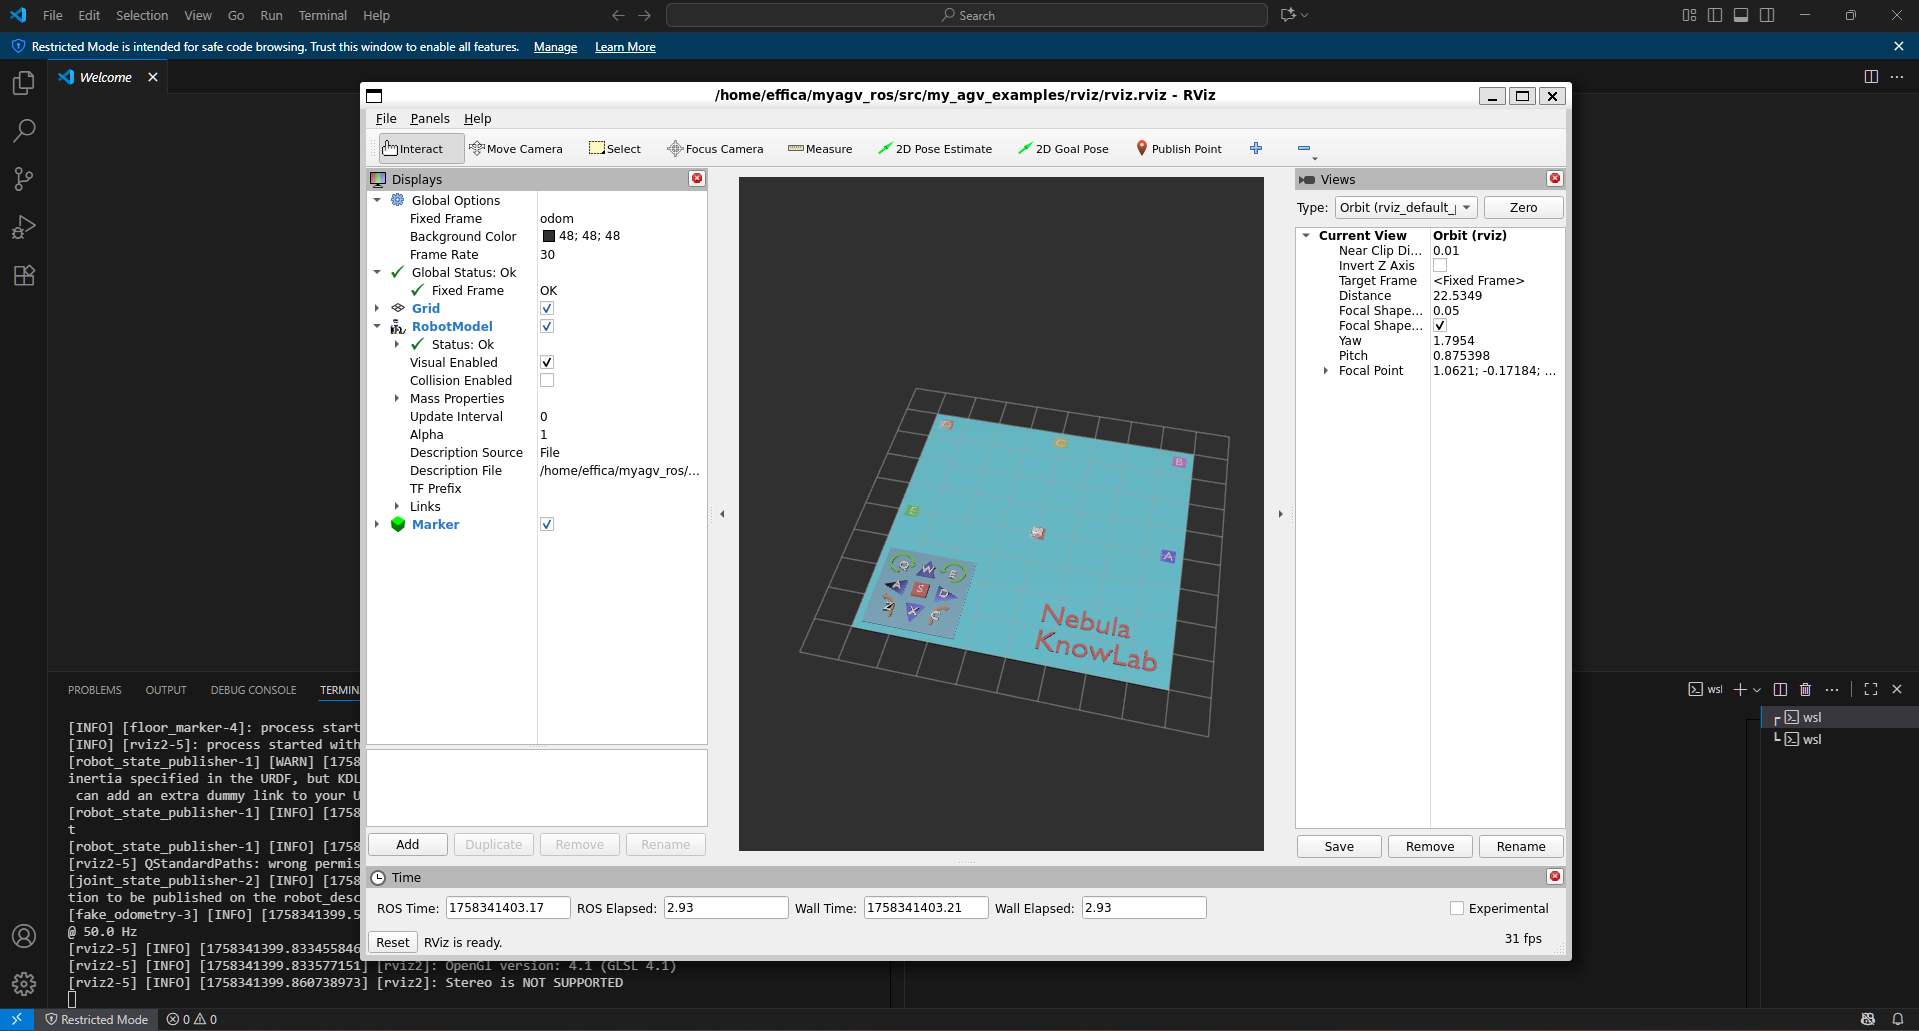 File Edit Selection View Go Run Terminal Help
Search
Restricted Mode is intended for safe code browsing. Trust this window to enable all features. Manage Learn More
Welcome
/home/effica/myagv_ros/src/my_agv_examples/rviz/rviz.rviz - RViz
File Panels Help
Interact Move Camera Select Focus Camera Measure 2D Pose Estimate 2D Goal Pose Publish Point
Displays
Global Options
Fixed Frame odom
Background Color 48; 48; 48
Frame Rate 30
Global Status: Ok
Fixed Frame OK
Grid
RobotModel
Status: Ok
Visual Enabled
Collision Enabled
Mass Properties
Update Interval 0
Alpha 1
Description Source File
Description File /home/effica/myagv_ros/...
TF Prefix
Links
Marker
Add Duplicate Remove Rename
C
B
E
A
Q W E
A S D
Z X C
Nebula
KnowLab
Views
Type: Orbit (rviz_default_ Zero
Current View Orbit (rviz)
Near Clip Di... 0.01
Invert Z Axis
Target Frame <Fixed Frame>
Distance 22.5349
Focal Shape... 0.05
Focal Shape...
Yaw 1.7954
Pitch 0.875398
Focal Point 1.0621; -0.17184; ...
Save Remove Rename
Time
ROS Time: 1758341403.17 ROS Elapsed: 2.93 Wall Time: 1758341403.21 Wall Elapsed: 2.93 Experimental
Reset RViz is ready. 31 fps
PROBLEMS OUTPUT DEBUG CONSOLE TERMIN
wsl
wsl
wsl
[INFO] [floor_marker-4]: process start
[INFO] [rviz2-5]: process started with
[robot_state_publisher-1] [WARN] [1758
inertia specified in the URDF, but KDL
can add an extra dummy link to your U
[robot_state_publisher-1] [INFO] [1758
t
[robot_state_publisher-1] [INFO] [1758
[rviz2-5] QStandardPaths: wrong permis
[joint_state_publisher-2] [INFO] [1758
tion to be published on the robot_desc
[fake_odometry-3] [INFO] [1758341399.5
@ 50.0 Hz
[rviz2-5] [INFO] [1758341399.833455846
[rviz2-5] [INFO] [1758341399.833577151] [rviz2]: OpenGl version: 4.1 (GLSL 4.1)
[rviz2-5] [INFO] [1758341399.860738973] [rviz2]: Stereo is NOT SUPPORTED
Restricted Mode 0 0